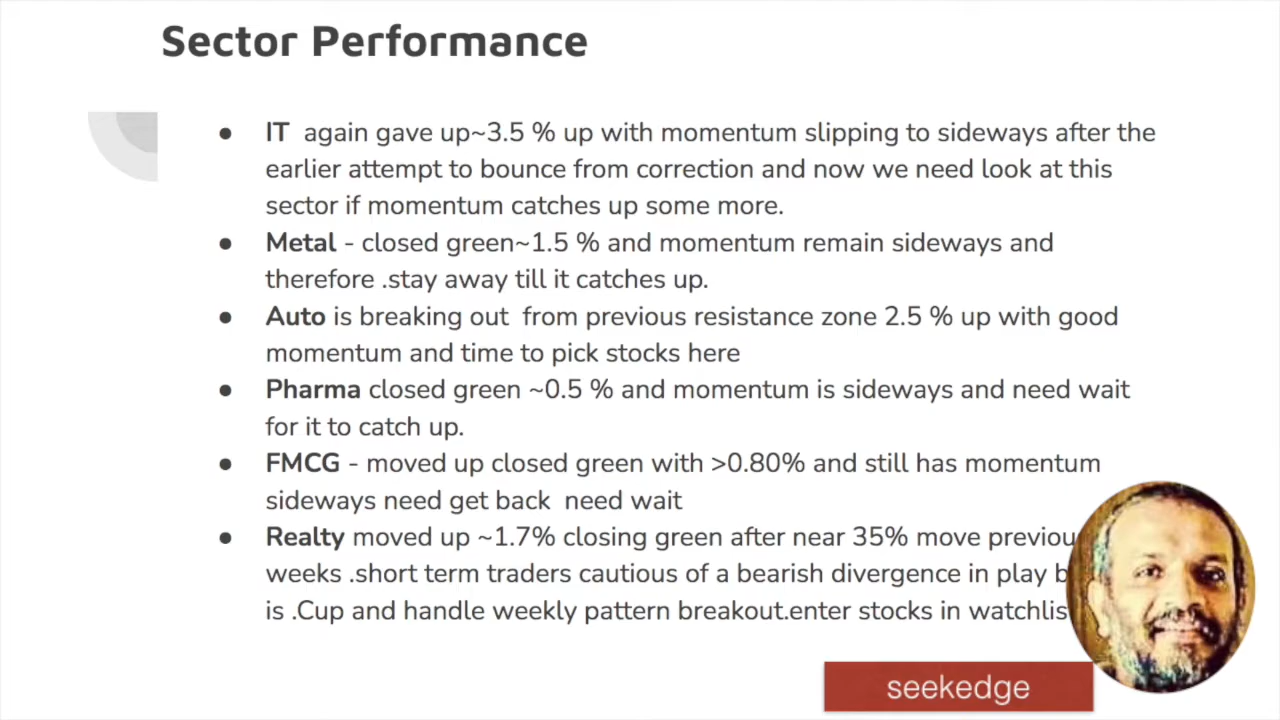 Sector Performance
● IT again gave up~3.5 % up with momentum slipping to sideways after the
earlier attempt to bounce from correction and now we need look at this
sector if momentum catches up some more.
● Metal - closed green~1.5 % and momentum remain sideways and
therefore .stay away till it catches up.
● Auto is breaking out from previous resistance zone 2.5 % up with good
momentum and time to pick stocks here
● Pharma closed green ~0.5 % and momentum is sideways and need wait
for it to catch up.
● FMCG - moved up closed green with >0.80% and still has momentum
sideways need get back need wait
● Realty moved up ~1.7% closing green after near 35% move
weeks .short term traders cautious of a bearish divergence in play
is .Cup and handle weekly pattern breakout.enter stocks in
seekedge